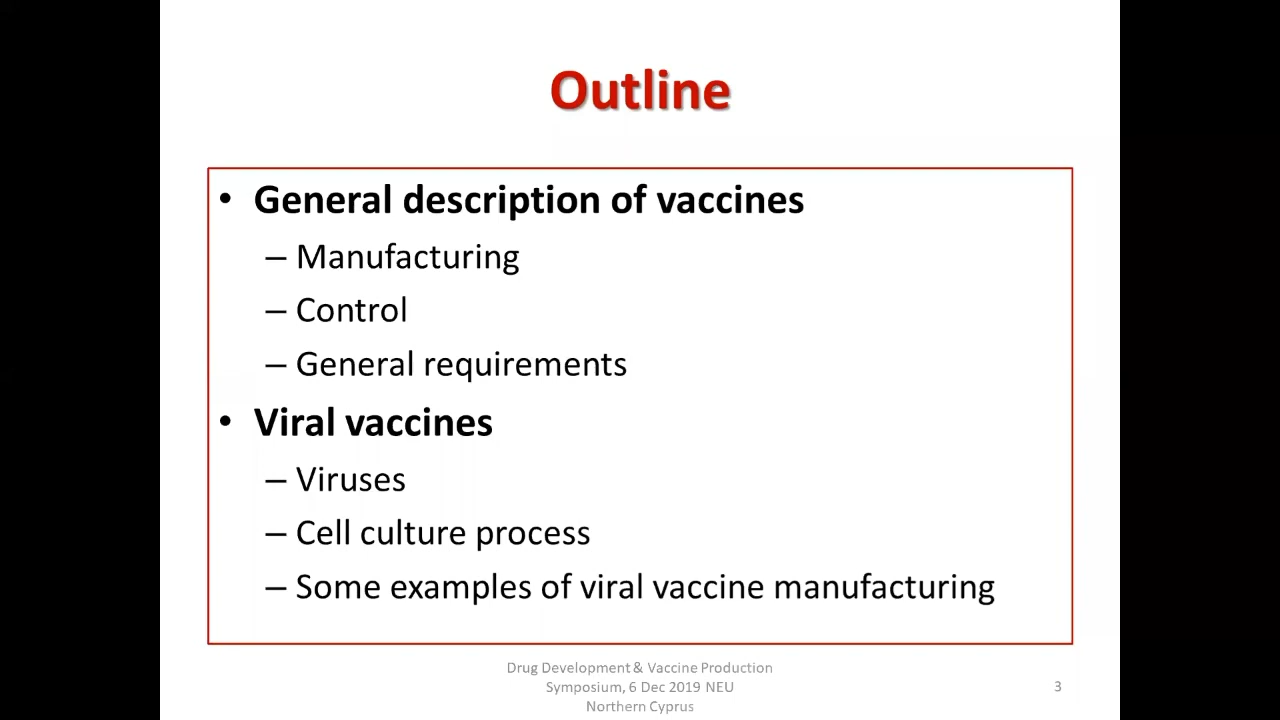 Outline
• General description of vaccines
– Manufacturing
– Control
– General requirements
• Viral vaccines
– Viruses
– Cell culture process
– Some examples of viral vaccine manufacturing
Drug Development & Vaccine Production
Symposium, 6 Dec 2019 NEU
Northern Cyprus
3